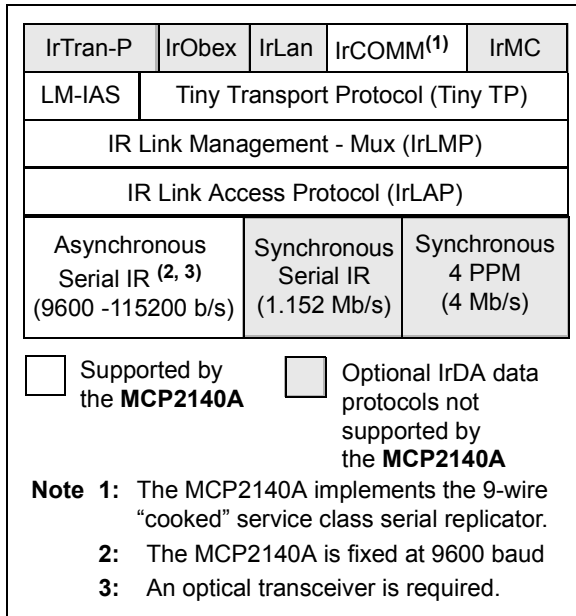 IrTran-P IrObex IrLan IrCOMM(1) IrMC
LM-IAS Tiny Transport Protocol (Tiny TP)
IR Link Management - Mux (IrLMP)
IR Link Access Protocol (IrLAP)
Asynchronous
Serial IR (2, 3)
(9600 -115200 b/s)
Synchronous
Serial IR
(1.152 Mb/s)
Synchronous
4 PPM
(4 Mb/s)
Supported by
the MCP2140A
Optional IrDA data
protocols not
supported by
the MCP2140A
Note 1: The MCP2140A implements the 9-wire
“cooked” service class serial replicator.
2: The MCP2140A is fixed at 9600 baud
3: An optical transceiver is required.